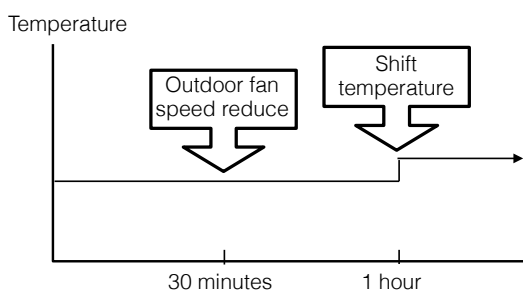 Temperature
Outdoor fan
speed reduce
Shift
temperature
30 minutes
1 hour